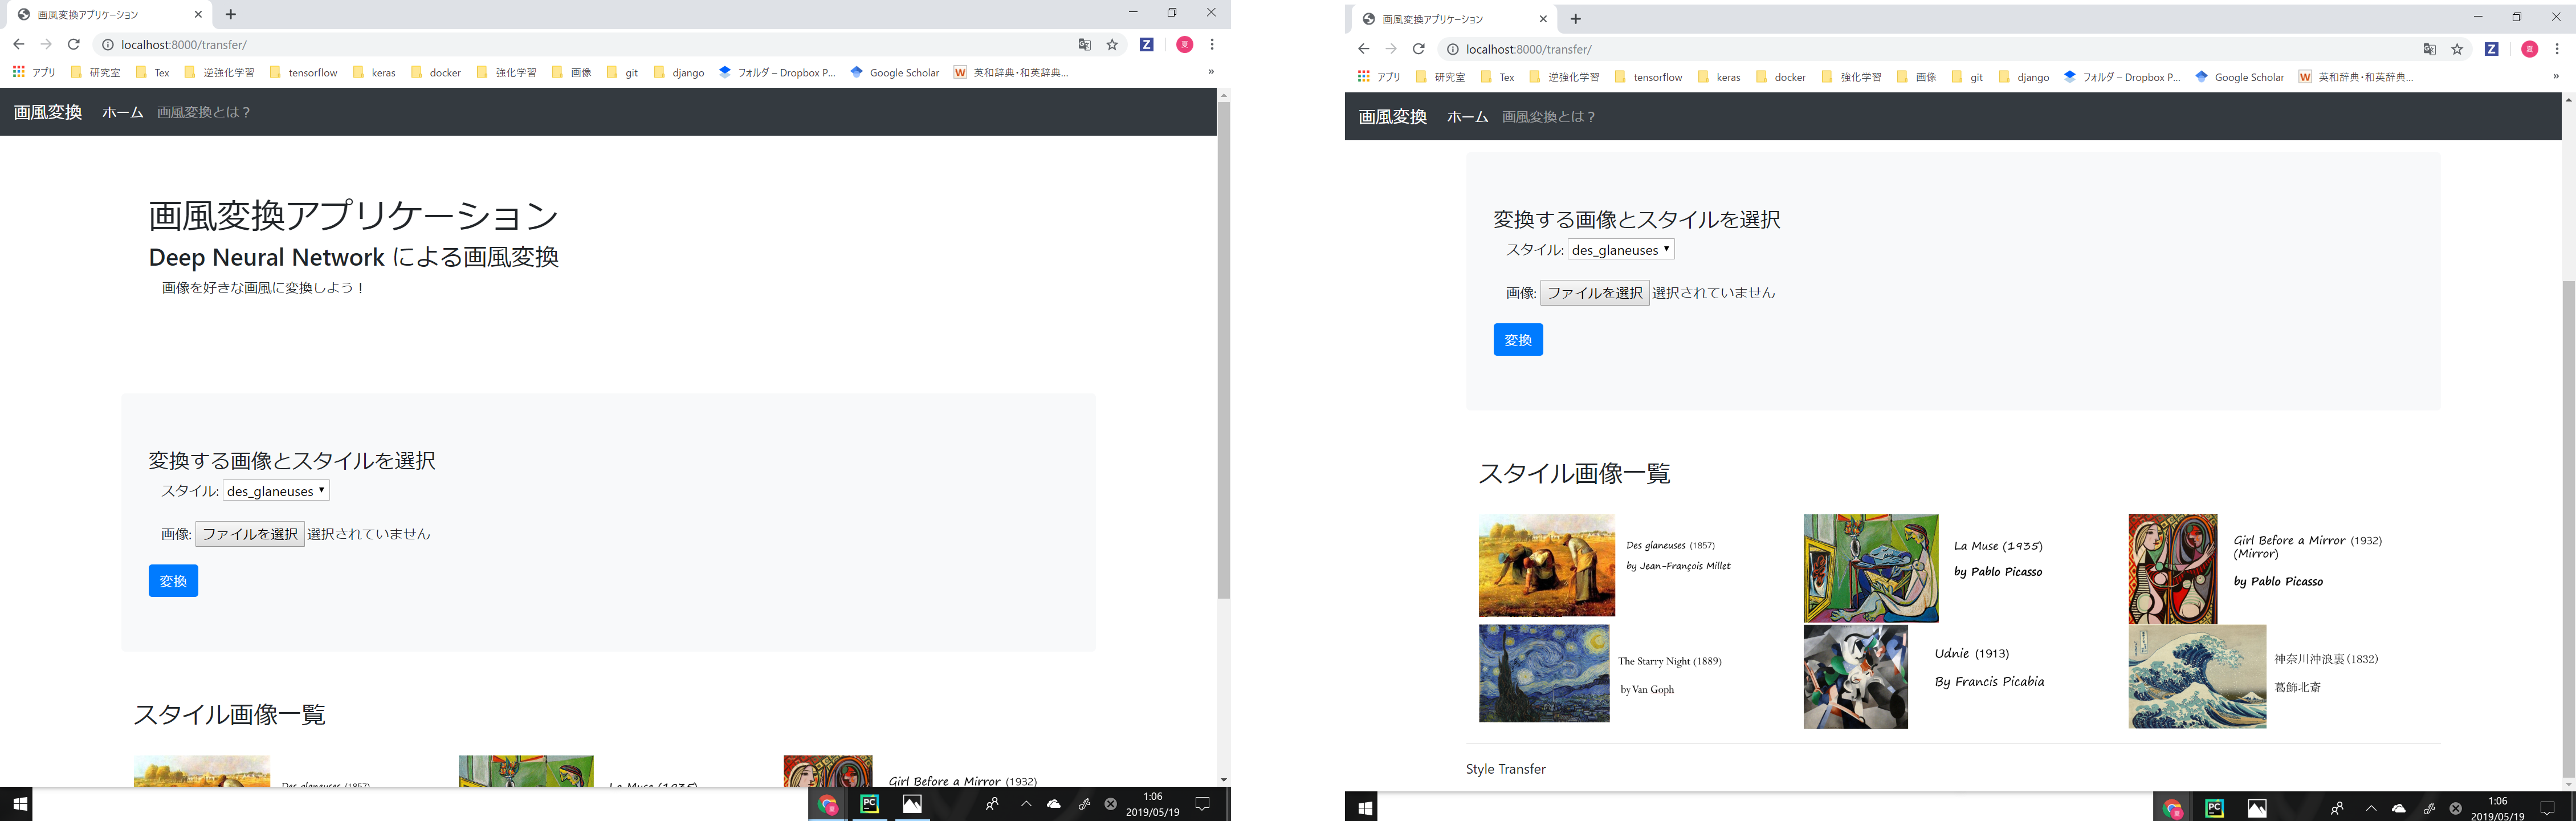 画風変換アプリケーション
localhost:8000/transfer/
アプリ 研究室 Tex 逆強化学習 tensorflow keras docker 強化学習 画像 git django フォルダ – Dropbox P... Google Scholar 英和辞典・和英辞典... »
画風変換 ホーム 画風変換とは？
画風変換アプリケーション
Deep Neural Network による画風変換
画像を好きな画風に変換しよう！
変換する画像とスタイルを選択
スタイル: des_glaneuses
画像: ファイルを選択 選択されていません
変換
スタイル画像一覧
Des glaneuses (1857)
La Muse (1935)
Girl Before a Mirror (1932)
1:06
2019/05/19
画風変換アプリケーション
localhost:8000/transfer/
アプリ 研究室 Tex 逆強化学習 tensorflow keras docker 強化学習 画像 git django フォルダ – Dropbox P... Google Scholar 英和辞典・和英辞典... »
画風変換 ホーム 画風変換とは？
変換する画像とスタイルを選択
スタイル: des_glaneuses
画像: ファイルを選択 選択されていません
変換
スタイル画像一覧
Des glaneuses (1857)
by Jean-François Millet
La Muse (1935)
by Pablo Picasso
Girl Before a Mirror (1932)
(Mirror)
by Pablo Picasso
The Starry Night (1889)
by Van Goph
Udnie (1913)
By Francis Picabia
神奈川沖浪裏(1832)
葛飾北斎
Style Transfer
1:06
2019/05/19